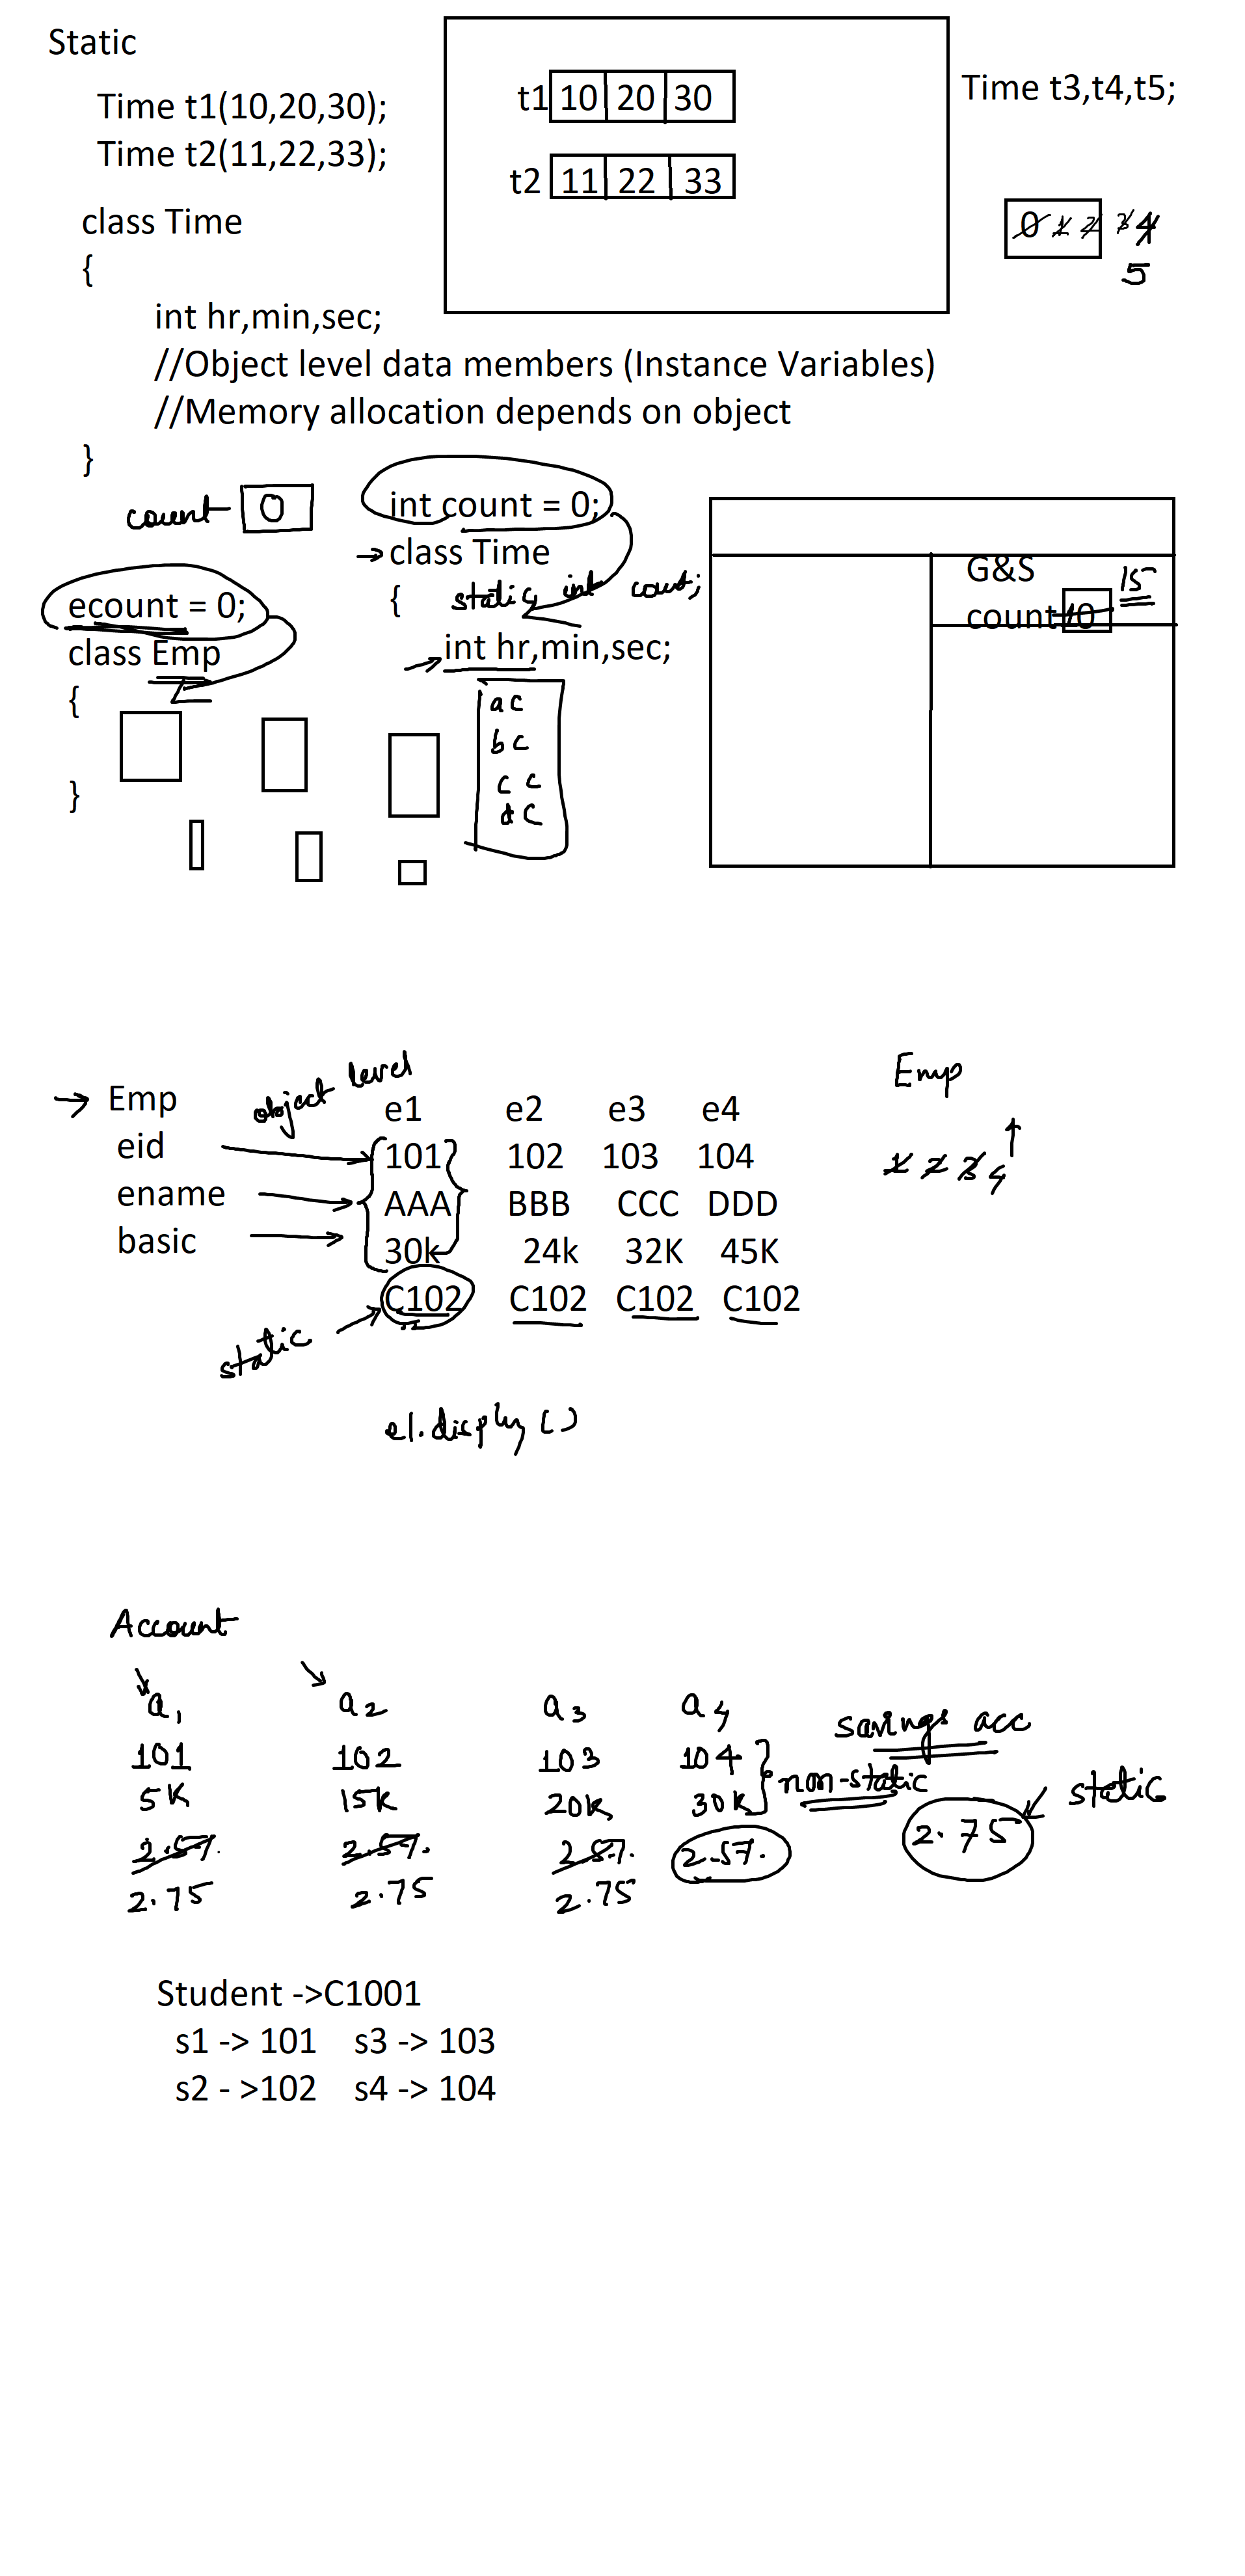 Static
Time t1(10,20,30);
Time t2(11,22,33);
t1 10 20 30
t2 11 22 33
Time t3,t4,t5;
0 1 2 3 4
5
class Time
{
int hr,min,sec;
//Object level data members (Instance Variables)
//Memory allocation depends on object
}
count 0
int count = 0;
class Time
{ static int count;
int hr,min,sec;
ac
bc
cc
dc
ecount = 0;
class Emp
{
}
G&S
count 10 15
Emp
eid
ename
basic
object level
static
e1 e2 e3 e4
101 102 103 104
AAA BBB CCC DDD
30k 24k 32K 45K
C102 C102 C102 C102
Emp
1 2 3 4
e1.display()
Account
a1 a2 a3 a4
101 102 103 104
5K 15K 20K 30K
2.5%. 2.5%. 2.5%. 2.5%.
2.75 2.75 2.75
savings acc
non-static
2.75 static
Student ->C1001
s1 -> 101 s3 -> 103
s2 - >102 s4 -> 104